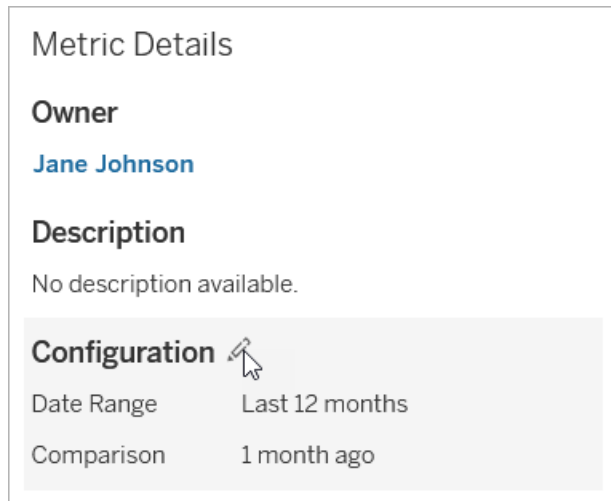 Metric Details
Owner
Jane Johnson
Description
No description available.
Configuration
Date Range Last 12 months
Comparison 1 month ago